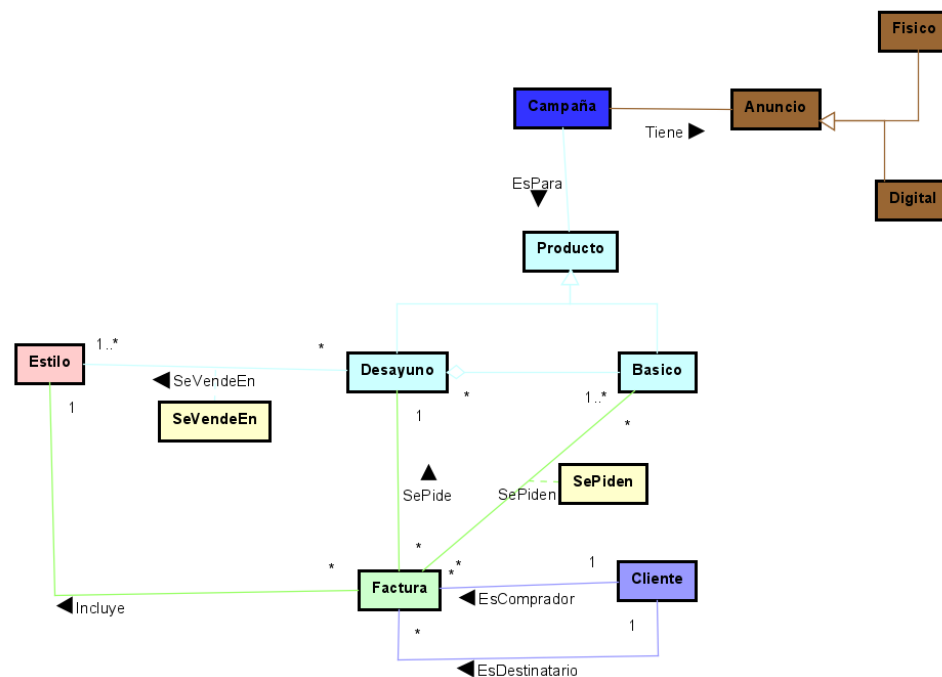 Fisico
Campaña
Anuncio
Tiene
EsPara
Digital
Producto
1..*
*
Estilo
Desayuno
Basico
SeVendeEn
*
1..*
1
SeVendeEn
1
*
SePide
SePiden
SePiden
*
*
*
*
1
Factura
Cliente
Incluye
EsComprador
*
1
EsDestinatario